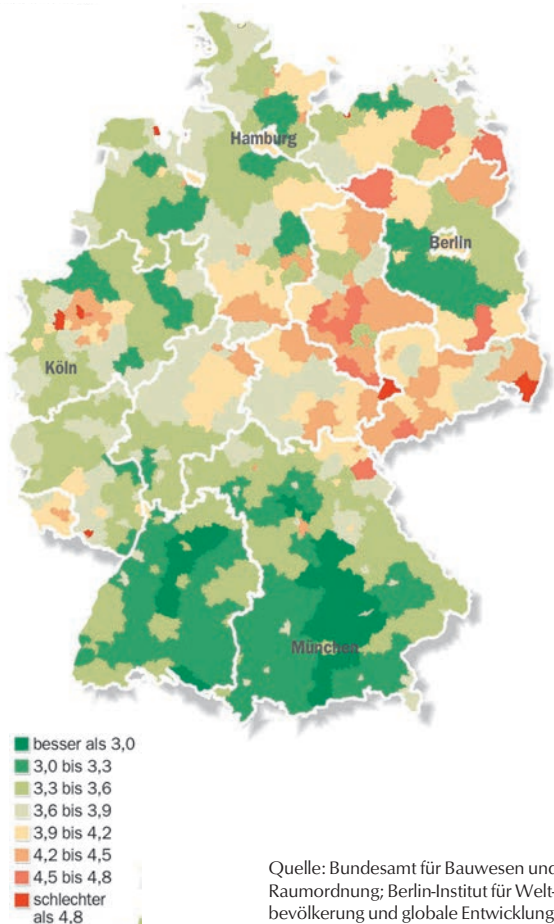 Hamburg
Berlin
Köln
München
besser als 3,0
3,0 bis 3,3
3,3 bis 3,6
3,6 bis 3,9
3,9 bis 4,2
4,2 bis 4,5
4,5 bis 4,8
schlechter
als 4,8
Quelle: Bundesamt für Bauwesen und
Raumordnung; Berlin-Institut für Welt-
bevölkerung und globale Entwicklung